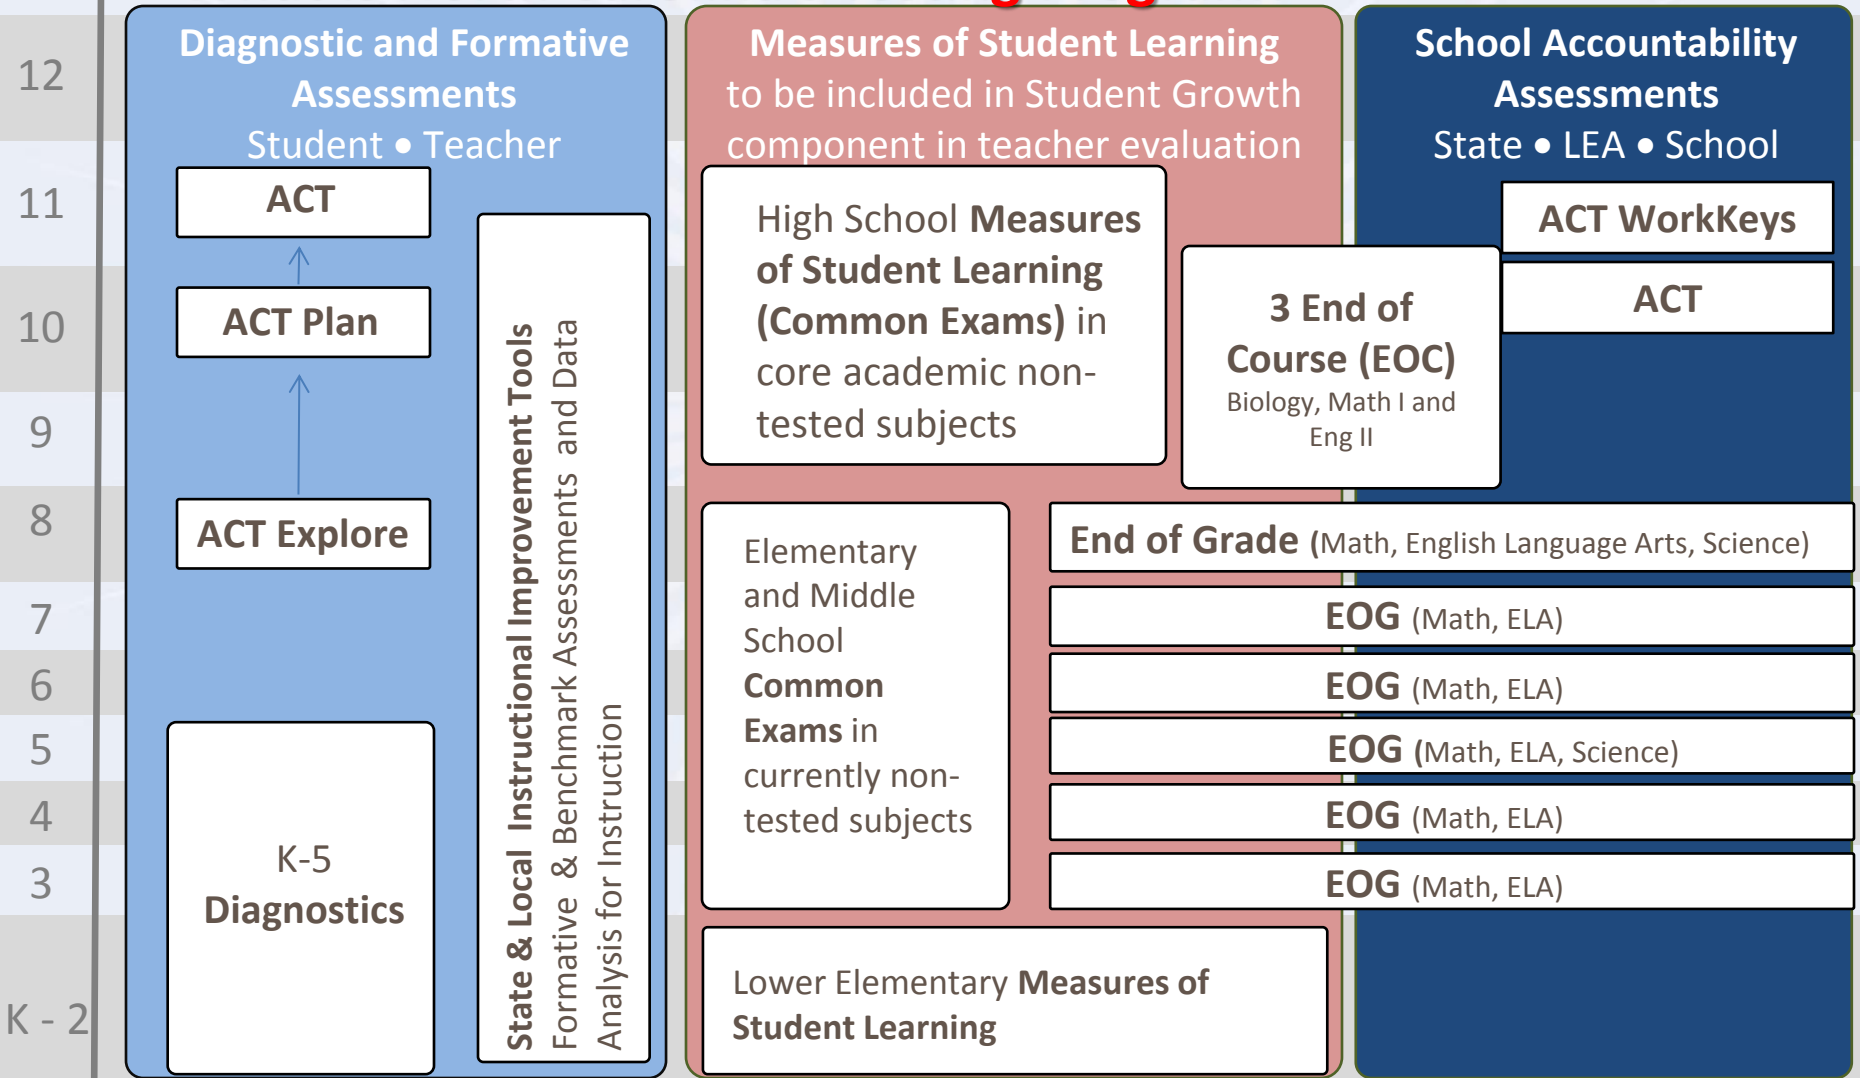 12
11
10
9
8
7
6
5
4
3
K - 2
Diagnostic and Formative
Assessments
Student • Teacher
ACT
ACT Plan
ACT Explore
K-5
Diagnostics
State & Local Instructional Improvement Tools
Formative & Benchmark Assessments and Data
Analysis for Instruction
Measures of Student Learning
to be included in Student Growth
component in teacher evaluation
High School Measures
of Student Learning
(Common Exams) in
core academic non-
tested subjects
3 End of
Course (EOC)
Biology, Math I and
Eng II
Elementary
and Middle
School
Common
Exams in
currently non-
tested subjects
Lower Elementary Measures of
Student Learning
School Accountability
Assessments
State • LEA • School
ACT WorkKeys
ACT
End of Grade (Math, English Language Arts, Science)
EOG (Math, ELA)
EOG (Math, ELA)
EOG (Math, ELA, Science)
EOG (Math, ELA)
EOG (Math, ELA)